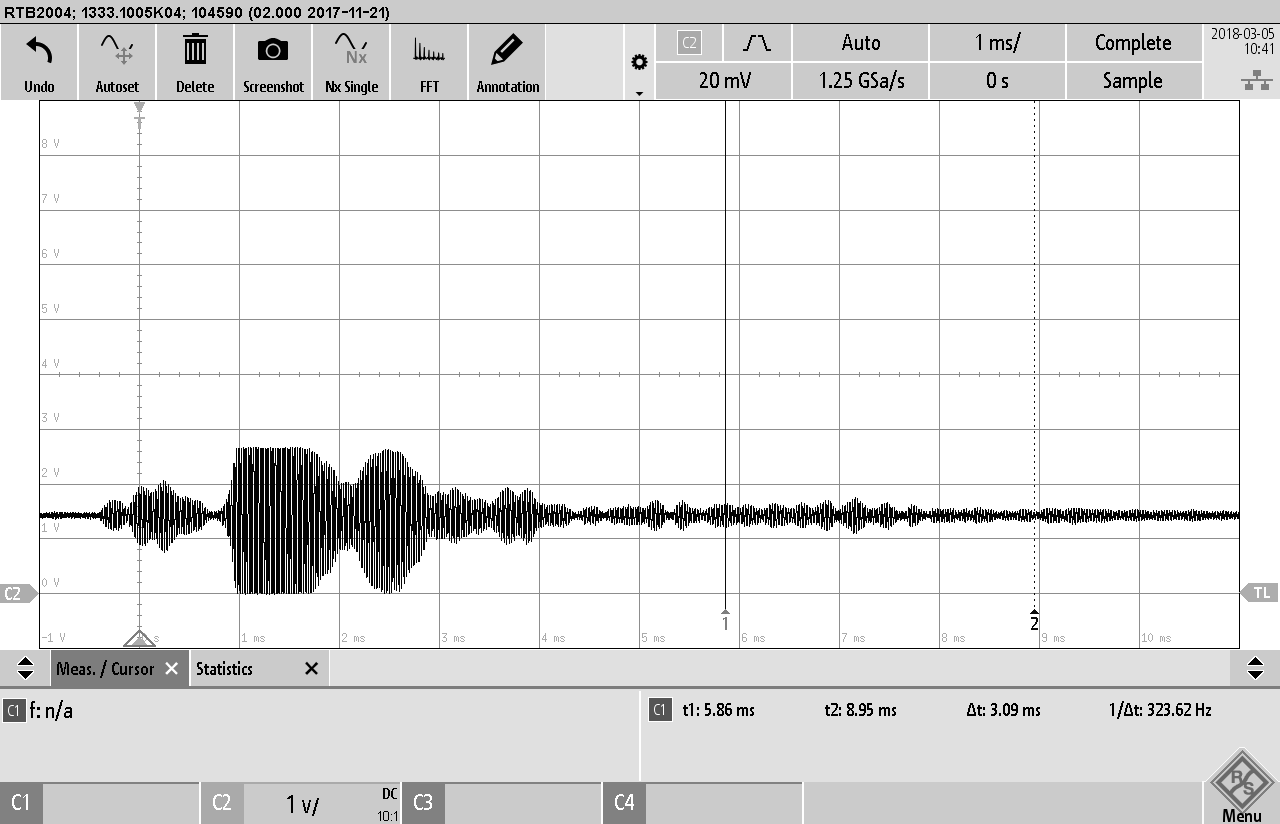 RTB2004; 1333.1005K04; 104590 (02.000 2017-11-21)
Undo
Autoset
Delete
Nx
Screenshot
Nx Single
FFT
Annotation
C2
Auto
1 ms/
Complete
20 mV
1.25 GSa/s
0 s
Sample
2018-03-05
10:41
8 V
7 V
6 V
5 V
4 V
3 V
2 V
1 V
0 V
-1 V
C2
TL
s
1 ms
2 ms
3 ms
4 ms
5 ms
6 ms
7 ms
8 ms
9 ms
10 ms
1
2
Meas. / Cursor
Statistics
C1 f: n/a
C1 t1: 5.86 ms t2: 8.95 ms Δt: 3.09 ms 1/Δt: 323.62 Hz
C1
C2 1 V/ DC
10:1
C3
C4
R S
Menu